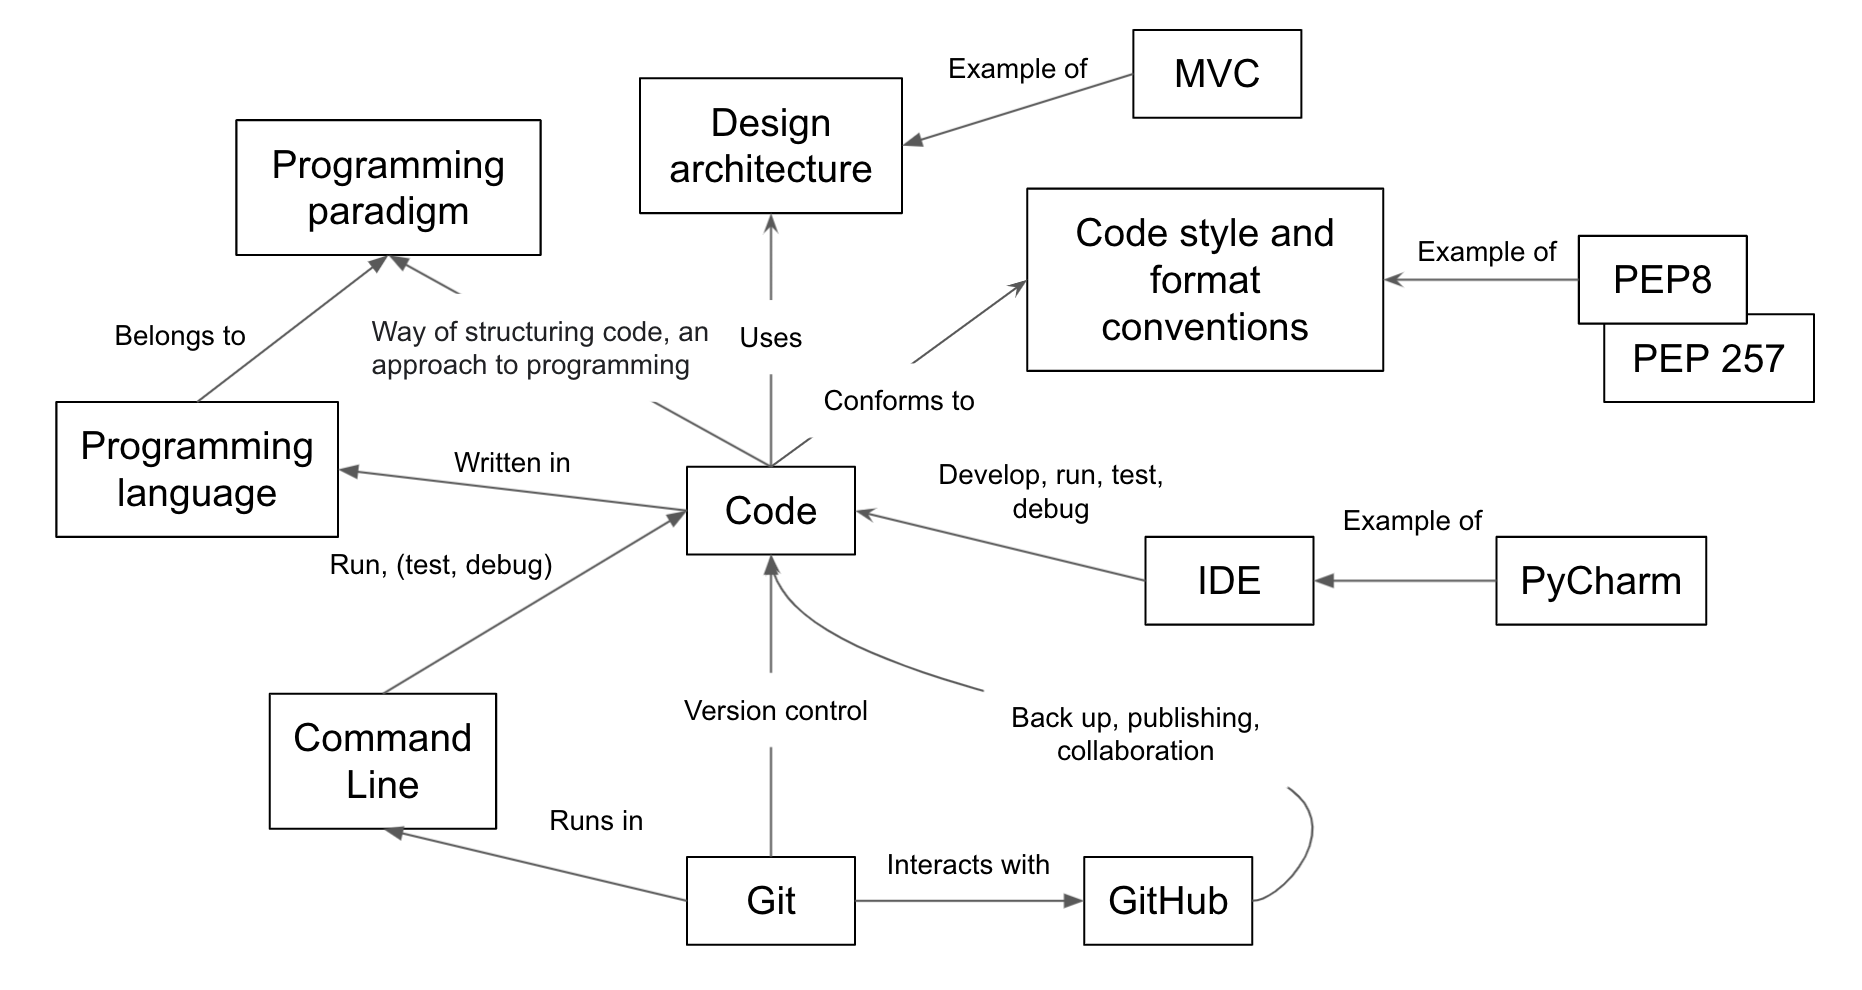 Example of
MVC
Design
architecture
Programming
paradigm
Code style and
format
conventions
Example of
PEP8
PEP 257
Belongs to
Way of structuring code, an
approach to programming
Uses
Conforms to
Programming
language
Written in
Code
Develop, run, test,
debug
Example of
IDE
PyCharm
Run, (test, debug)
Command
Line
Version control
Back up, publishing,
collaboration
Runs in
Git
Interacts with
GitHub